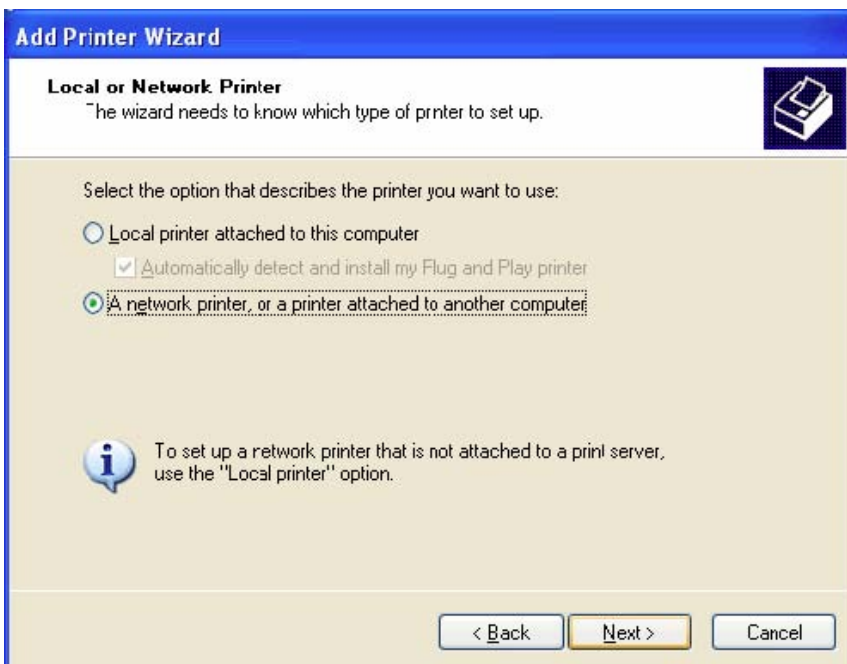 Add Printer Wizard
Local or Network Printer
The wizard needs to know which type of prnter to set up.
Select the option that describes the printer you want to use:
Local printer attached to this computer
Automatically detect and install my Flug and Play printer
A network printer, or a printer attached to another computer
To set up a network printer that is not attached to a print server,
use the "Local printer" option.
< Back
Next >
Cancel